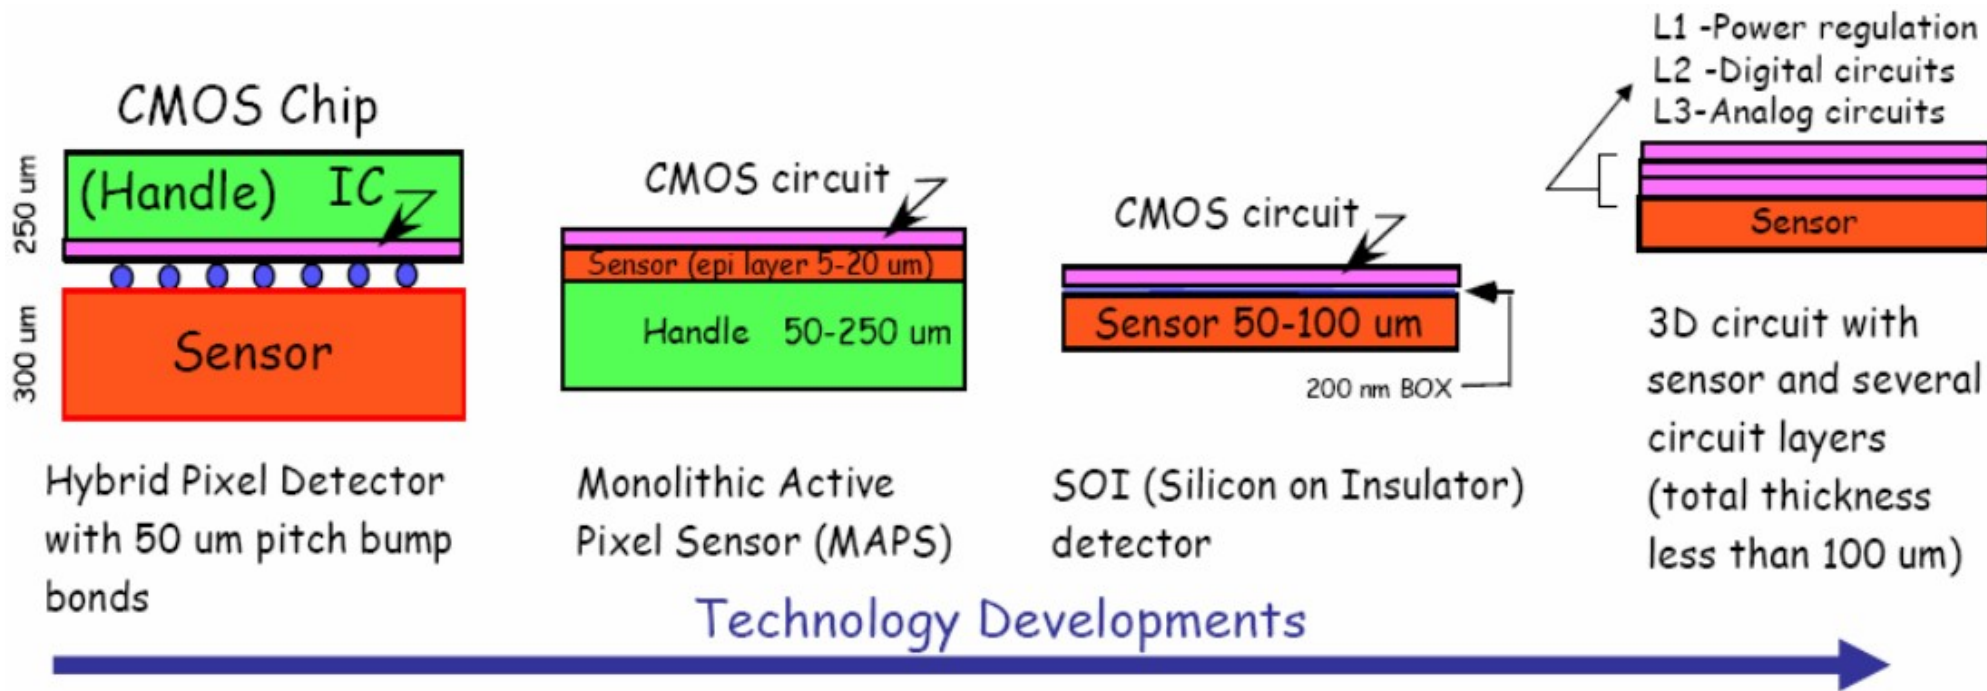 CMOS Chip
250 um
(Handle) IC
300 um
Sensor
Hybrid Pixel Detector
with 50 um pitch bump
bonds
CMOS circuit
Sensor (epi layer 5-20 um)
Handle 50-250 um
Monolithic Active
Pixel Sensor (MAPS)
CMOS circuit
Sensor 50-100 um
200 nm BOX
SOI (Silicon on Insulator)
detector
L1 -Power regulation
L2 -Digital circuits
L3-Analog circuits
Sensor
3D circuit with
sensor and several
circuit layers
(total thickness
less than 100 um)
Technology Developments